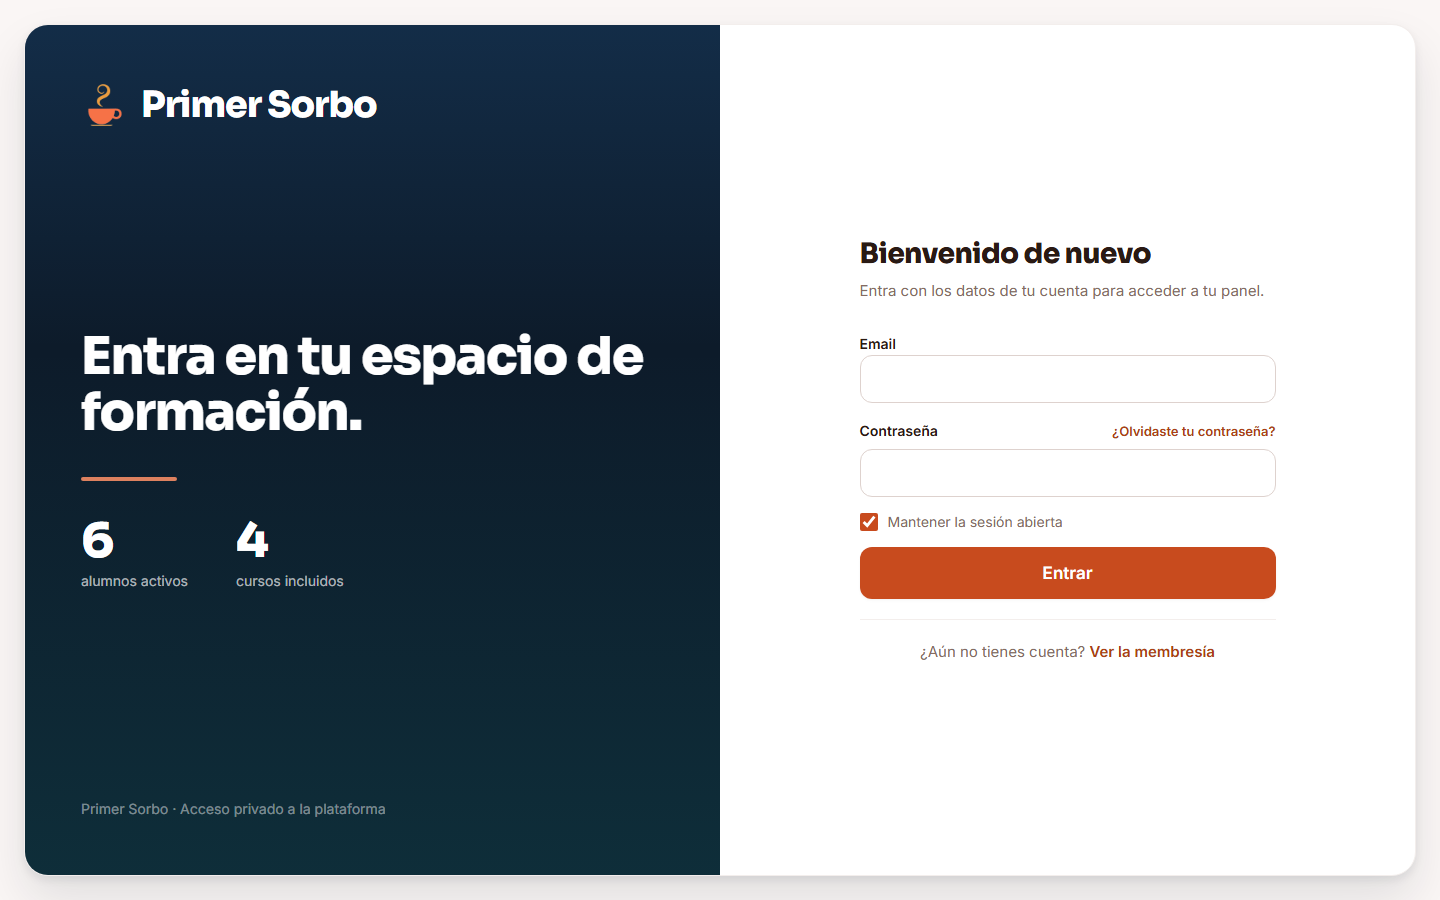 Primer Sorbo
Entra en tu espacio de
formación.
6
alumnos activos
4
cursos incluidos
Primer Sorbo · Acceso privado a la plataforma
Bienvenido de nuevo
Entra con los datos de tu cuenta para acceder a tu panel.
Email
Contraseña
¿Olvidaste tu contraseña?
Mantener la sesión abierta
Entrar
¿Aún no tienes cuenta? Ver la membresía